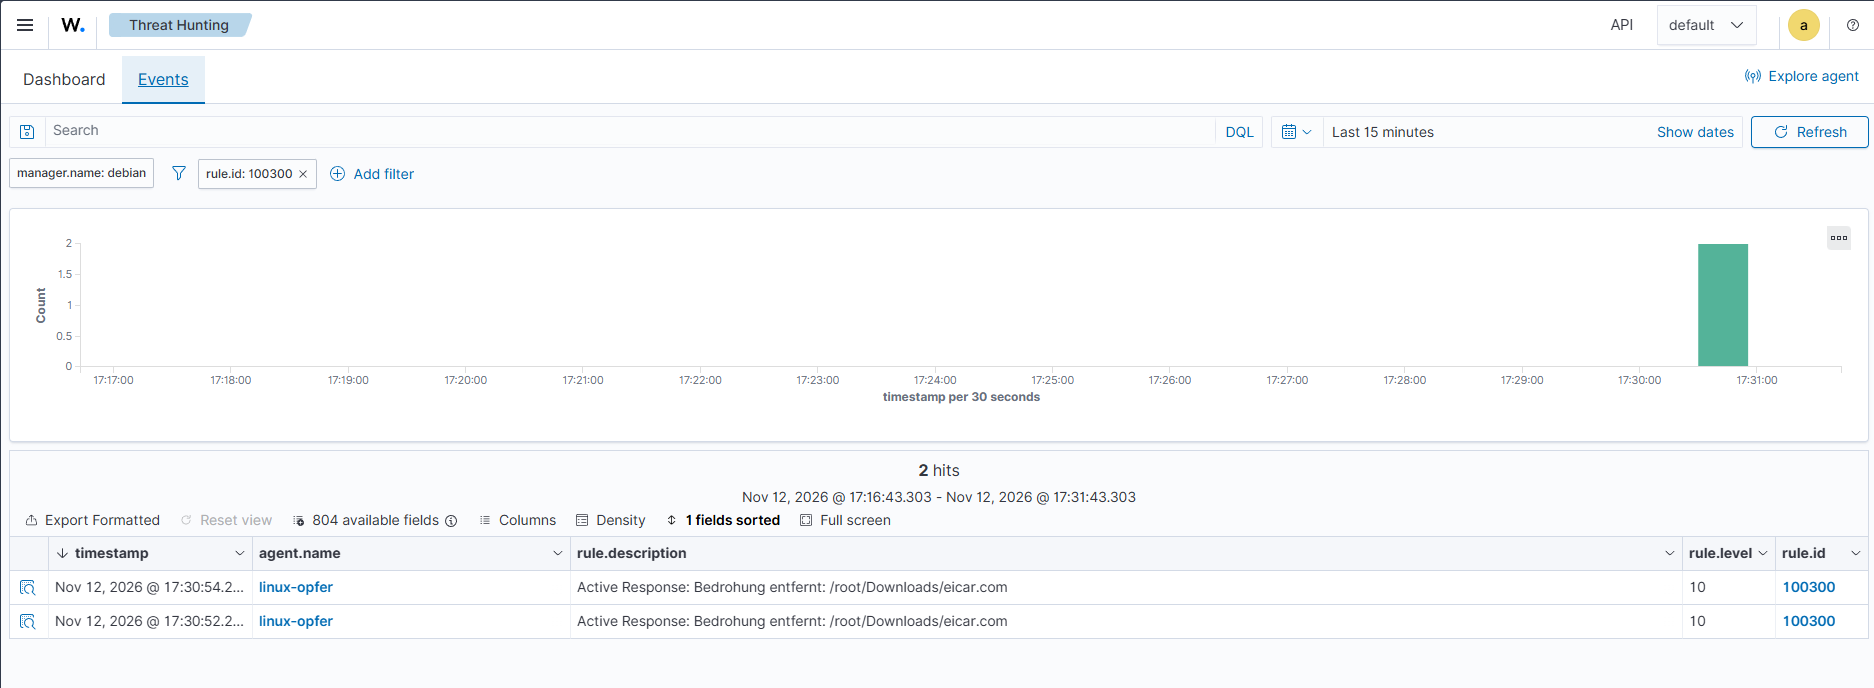 W. Threat Hunting API default a
Dashboard Events Explore agent
Search DQL Last 15 minutes Show dates Refresh
manager.name: debian rule.id: 100300 × Add filter
2
1.5
1
0.5
0
Count
17:17:00 17:18:00 17:19:00 17:20:00 17:21:00 17:22:00 17:23:00 17:24:00 17:25:00 17:26:00 17:27:00 17:28:00 17:29:00 17:30:00 17:31:00
timestamp per 30 seconds
2 hits
Nov 12, 2026 @ 17:16:43.303 - Nov 12, 2026 @ 17:31:43.303
Export Formatted Reset view 804 available fields Columns Density 1 fields sorted Full screen
timestamp agent.name rule.description rule.level rule.id
Nov 12, 2026 @ 17:30:54.2... linux-opfer Active Response: Bedrohung entfernt: /root/Downloads/eicar.com 10 100300
Nov 12, 2026 @ 17:30:52.2... linux-opfer Active Response: Bedrohung entfernt: /root/Downloads/eicar.com 10 100300